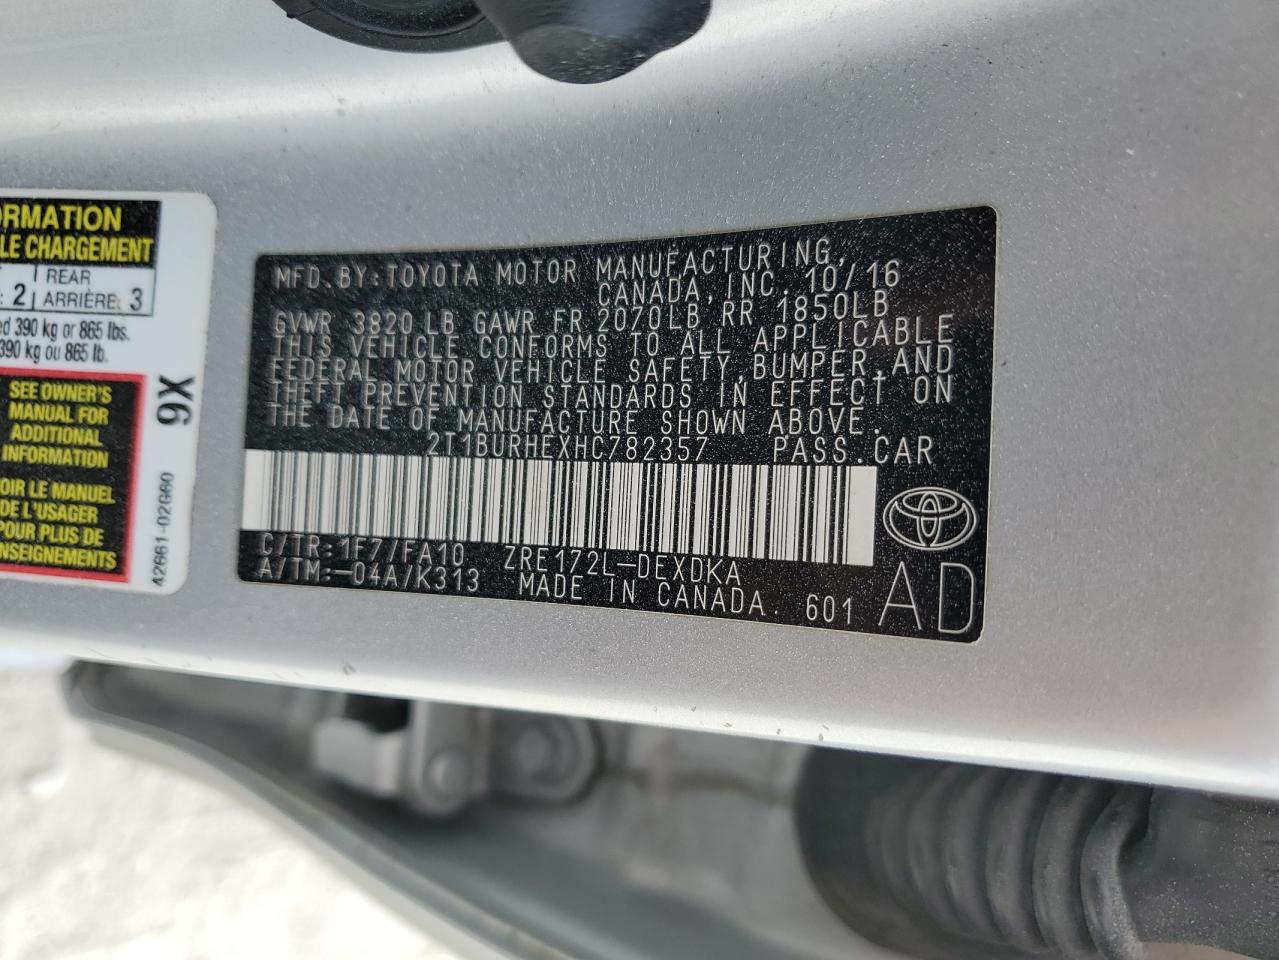 ORMATION
LE CHARGEMENT
REAR
2 ARRIÈRE: 3
ed 390 kg or 865 lbs.
390 kg ou 865 lb.
SEE OWNER'S
MANUAL FOR
ADDITIONAL
INFORMATION
OIR LE MANUEL
DE L'USAGER
POUR PLUS DE
NSEIGNEMENTS
9X
42661-02G60
MFD. BY: TOYOTA MOTOR MANUFACTURING,
CANADA, INC. 10/16
GVWR 3820 LB GAWR FR 2070LB RR 1850LB
THIS VEHICLE CONFORMS TO ALL APPLICABLE
FEDERAL MOTOR VEHICLE SAFETY, BUMPER, AND
THEFT PREVENTION STANDARDS IN EFFECT ON
THE DATE OF MANUFACTURE SHOWN ABOVE.
2T1BURHEXHC782357 PASS.CAR
C/TR: 1F7/FA10 ZRE172L-DEXDKA
A/TM: -04A/K313 MADE IN CANADA. 601
AD